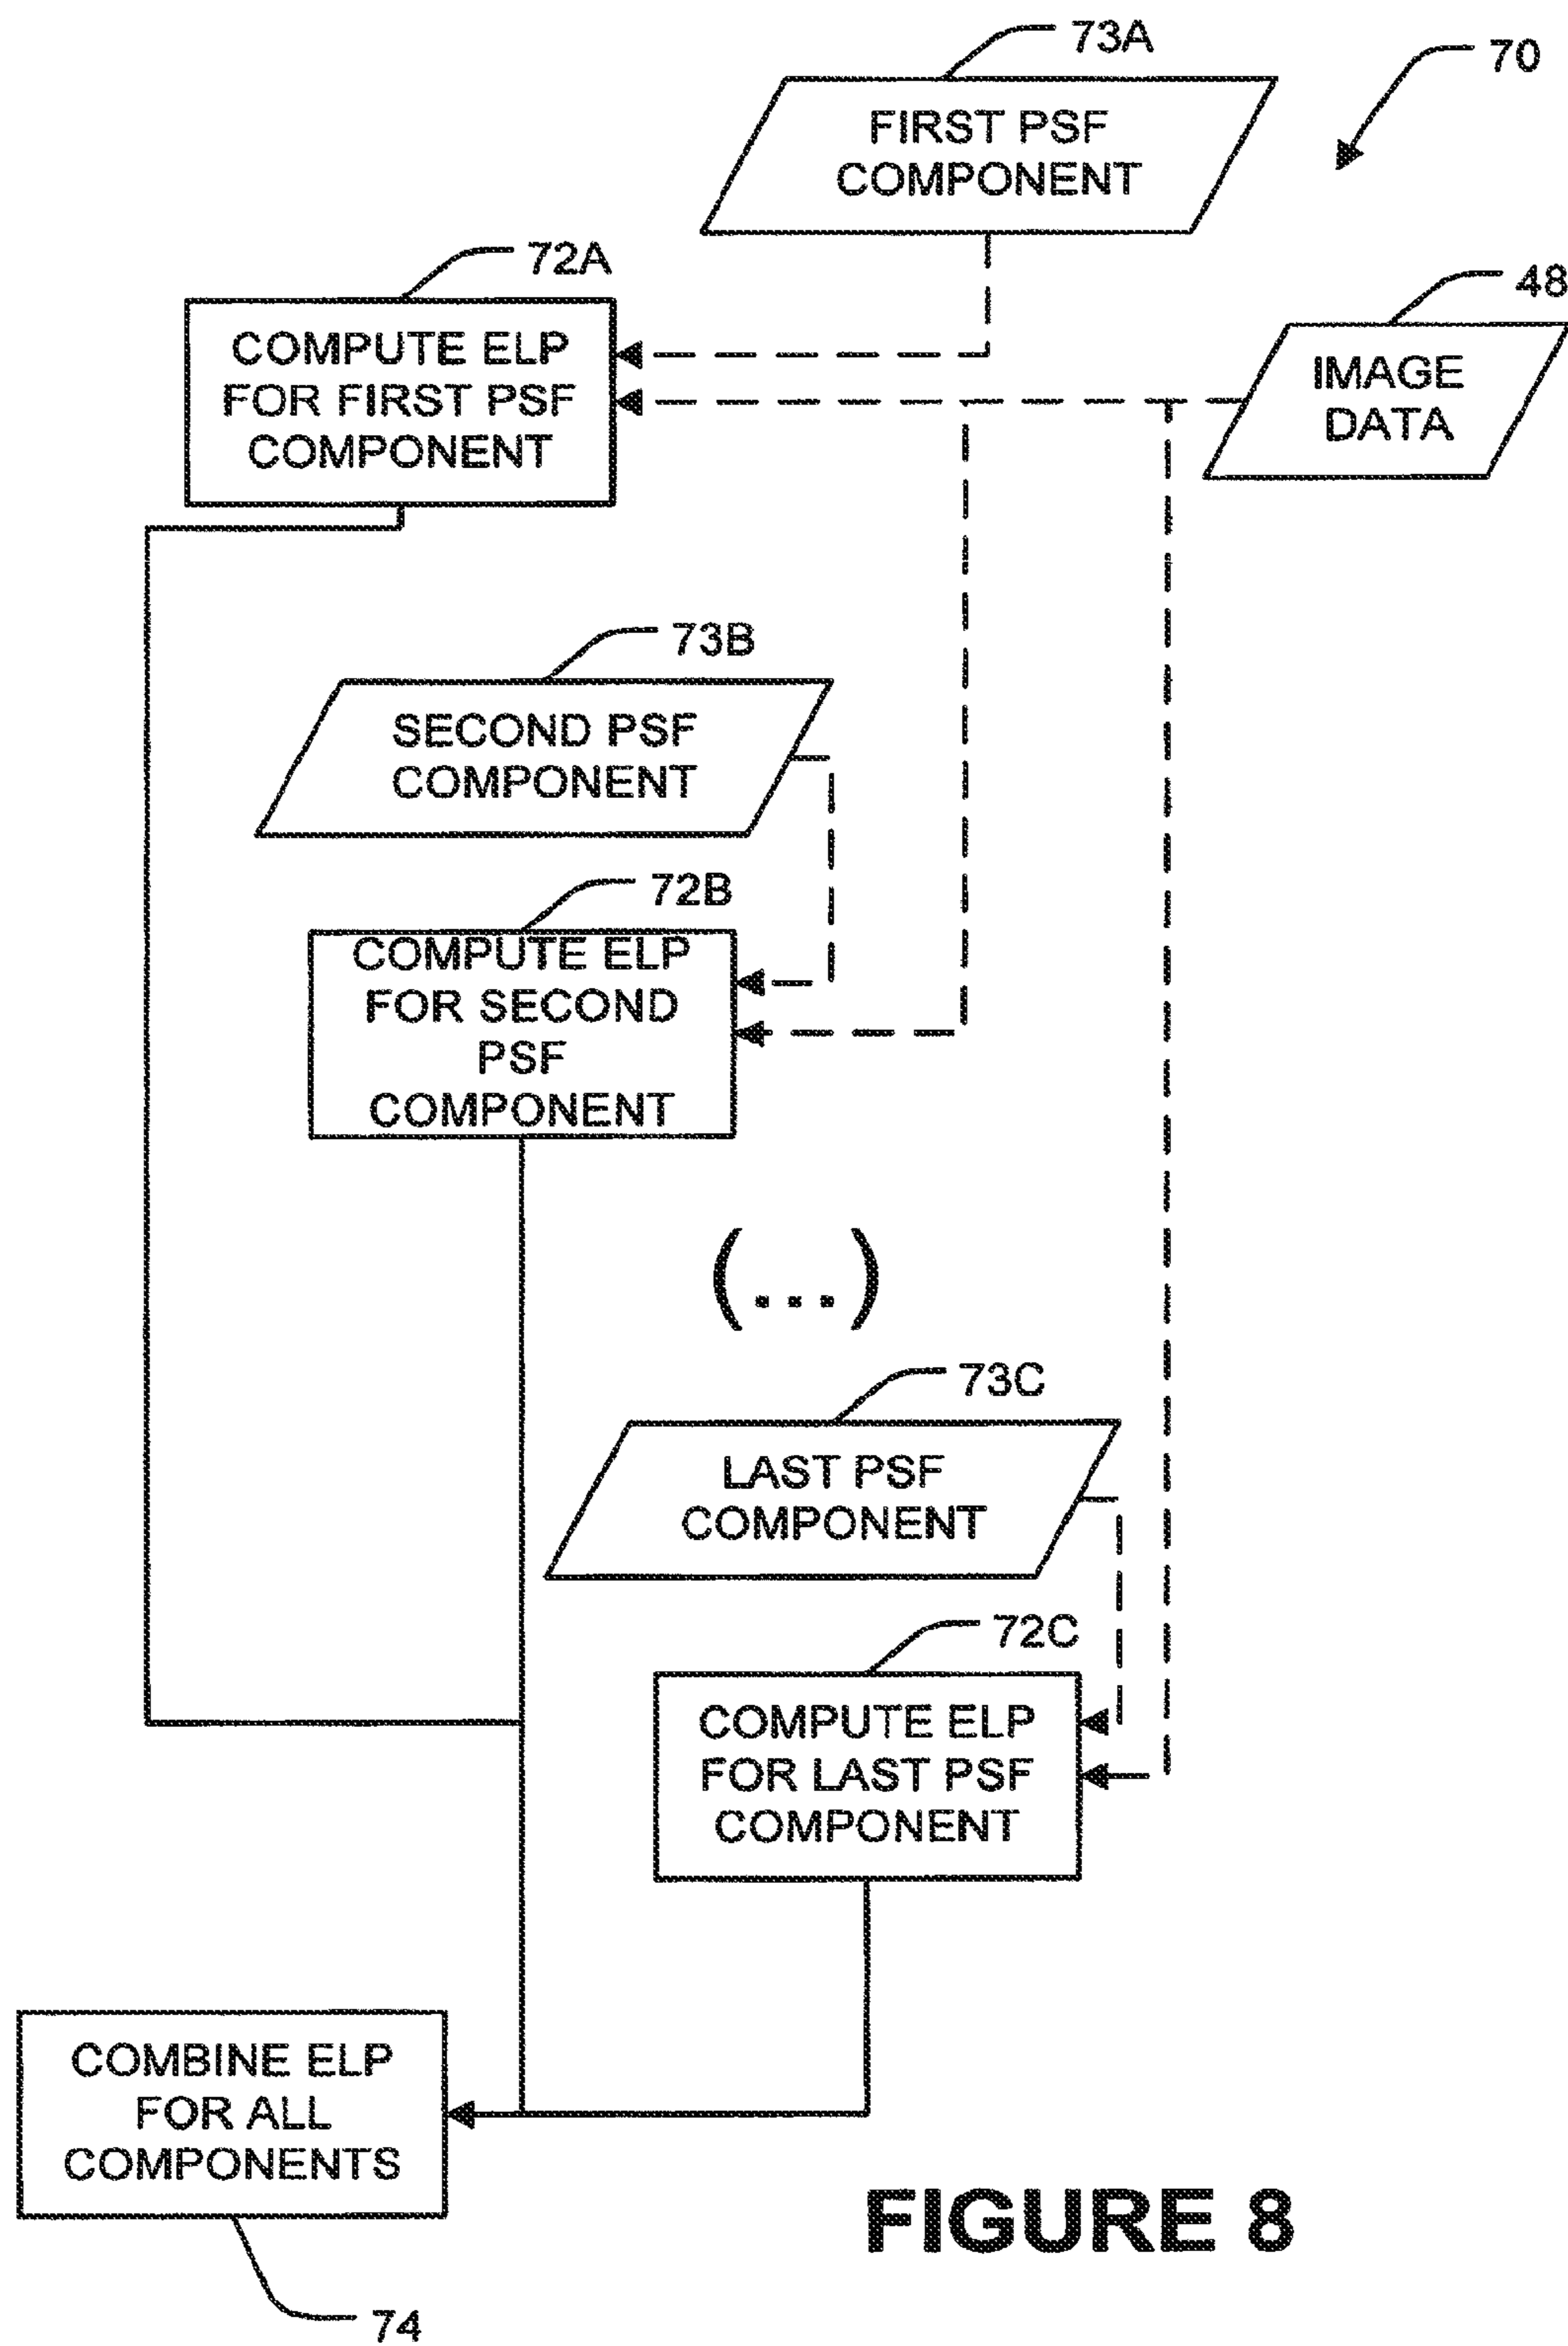 73A
70
FIRST PSF
COMPONENT
72A
48
COMPUTE ELP
FOR FIRST PSF
COMPONENT
IMAGE
DATA
73B
SECOND PSF
COMPONENT
72B
COMPUTE ELP
FOR SECOND
PSF
COMPONENT
(...)
73C
LAST PSF
COMPONENT
72C
COMPUTE ELP
FOR LAST PSF
COMPONENT
COMBINE ELP
FOR ALL
COMPONENTS
FIGURE 8
74